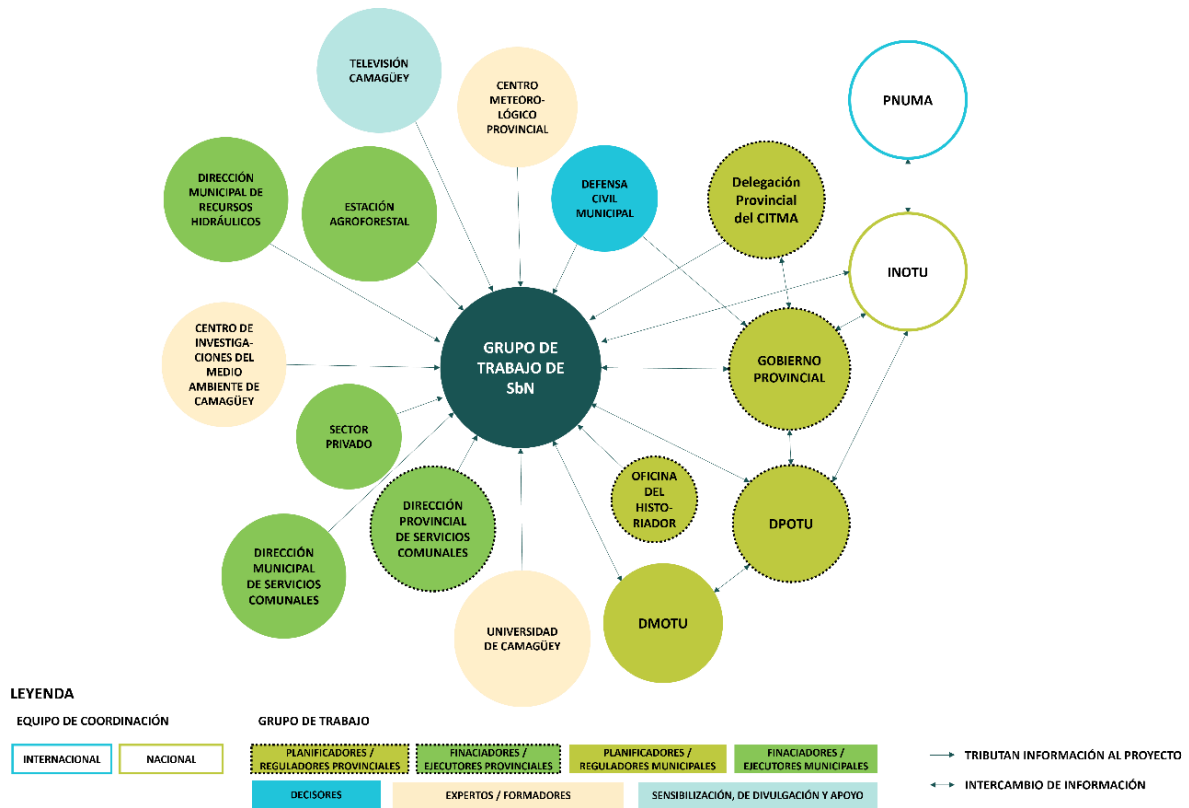 TELEVISIÓN
CAMAGÜEY
CENTRO
METEORO-
LÓGICO
PROVINCIAL
PNUMA
DIRECCIÓN
MUNICIPAL DE
RECURSOS
HIDRÁULICOS
ESTACIÓN
AGROFORESTAL
DEFENSA
CIVIL
MUNICIPAL
Delegación
Provincial
del CITMA
INOTU
CENTRO DE
INVESTIGA-
CIONES DEL
MEDIO
AMBIENTE DE
CAMAGÜEY
GRUPO DE
TRABAJO DE
SbN
GOBIERNO
PROVINCIAL
SECTOR
PRIVADO
DIRECCIÓN
PROVINCIAL
DE SERVICIOS
COMUNALES
OFICINA
DEL
HISTO-
RIADOR
DPOTU
DIRECCIÓN
MUNICIPAL
DE SERVICIOS
COMUNALES
UNIVERSIDAD
DE CAMAGÜEY
DMOTU
LEYENDA
EQUIPO DE COORDINACIÓN
INTERNACIONAL
NACIONAL
GRUPO DE TRABAJO
PLANIFICADORES /
REGULADORES PROVINCIALES
FINACIADORES /
EJECUTORES PROVINCIALES
PLANIFICADORES /
REGULADORES MUNICIPALES
FINACIADORES /
EJECUTORES MUNICIPALES
DECISORES
EXPERTOS / FORMADORES
SENSIBILIZACIÓN, DE DIVULGACIÓN Y APOYO
TRIBUTAN INFORMACIÓN AL PROYECTO
INTERCAMBIO DE INFORMACIÓN